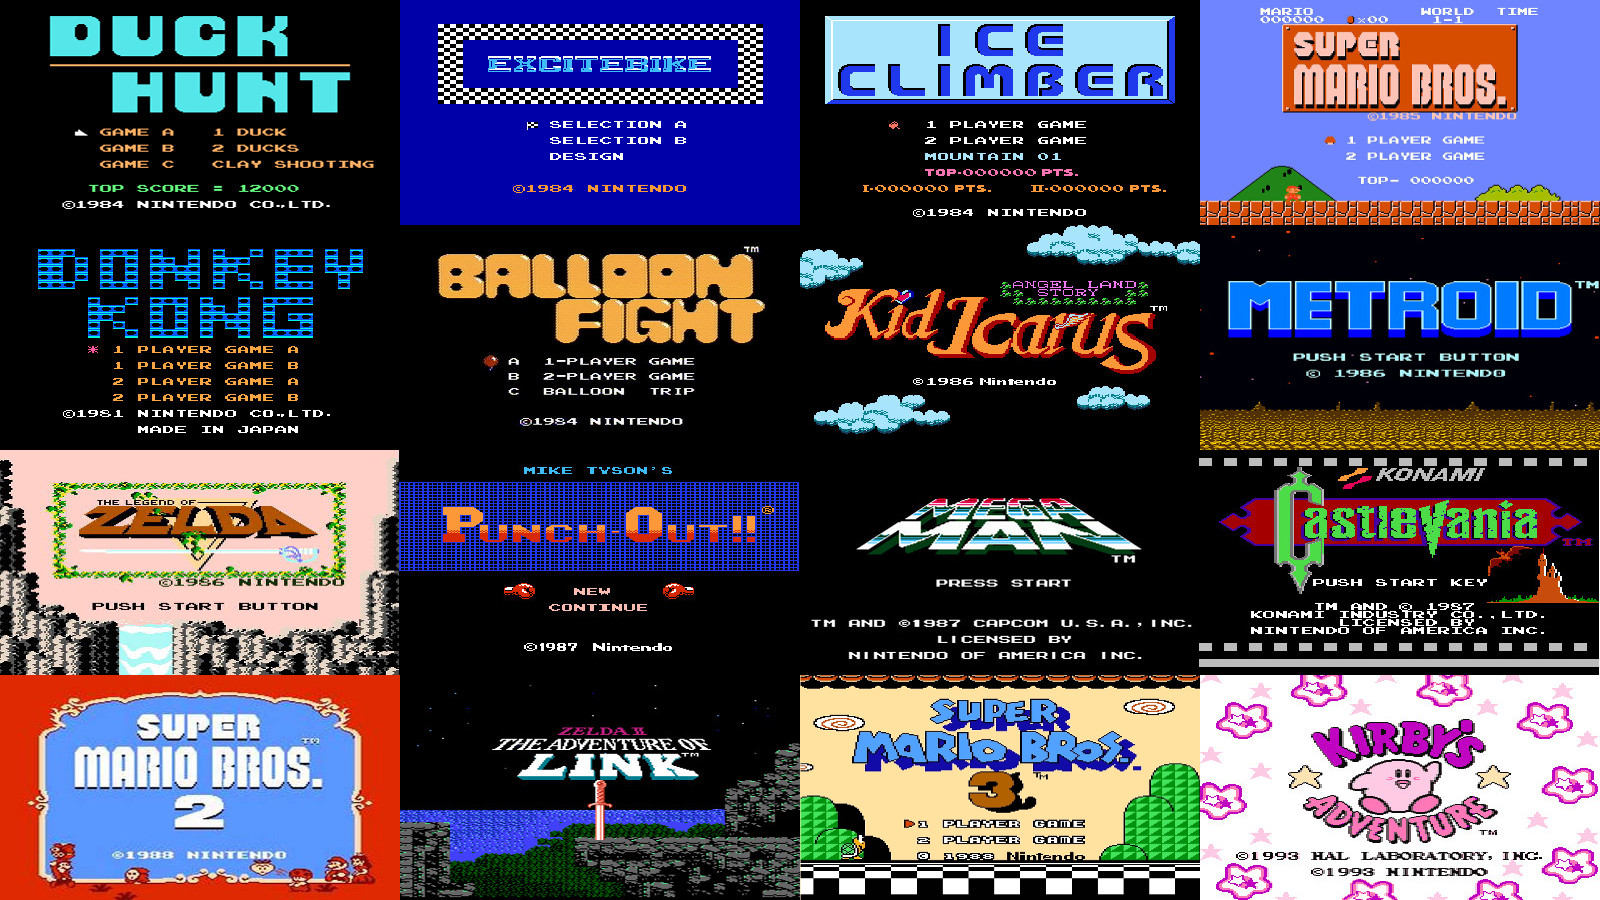 DUCK
HUNT
GAME A 1 DUCK
GAME B 2 DUCKS
GAME C CLAY SHOOTING
TOP SCORE = 12000
©1984 NINTENDO CO.,LTD.
EXCITEBIKE
SELECTION A
SELECTION B
DESIGN
©1984 NINTENDO
ICE
CLIMBER
1 PLAYER GAME
2 PLAYER GAME
MOUNTAIN 01
TOP-000000 PTS.
I-000000 PTS. II-000000 PTS.
©1984 NINTENDO
MARIO WORLD TIME
000000 x00 1-1
SUPER
MARIO BROS.
©1985 NINTENDO
1 PLAYER GAME
2 PLAYER GAME
TOP- 000000
DONKEY
KONG
1 PLAYER GAME A
1 PLAYER GAME B
2 PLAYER GAME A
2 PLAYER GAME B
©1981 NINTENDO CO.,LTD.
MADE IN JAPAN
BALLOON TM
FIGHT
A 1-PLAYER GAME
B 2-PLAYER GAME
C BALLOON TRIP
©1984 NINTENDO
ANGEL LAND
STORY
Kid Icarus TM
©1986 Nintendo
METROID TM
PUSH START BUTTON
© 1986 NINTENDO
THE LEGEND OF
ZELDA
©1986 NINTENDO
PUSH START BUTTON
MIKE TYSON'S
PUNCH-OUT!! ®
NEW
CONTINUE
©1987 Nintendo
MEGA
MAN
TM
PRESS START
TM AND ©1987 CAPCOM U.S.A., INC.
LICENSED BY
NINTENDO OF AMERICA INC.
KONAMI
CastleVania
TM
PUSH START KEY
TM AND © 1987
KONAMI INDUSTRY CO.,LTD.
LICENSED BY
NINTENDO OF AMERICA INC.
SUPER
MARIO BROS. TM
2
©1988 NINTENDO
ZELDA II
THE ADVENTURE OF
LINK TM
SUPER
MARIO BROS.
3 TM
1 PLAYER GAME
2 PLAYER GAME
© 1988 Nintendo
KIRBY'S
ADVENTURE
TM
©1993 HAL LABORATORY, INC.
©1993 NINTENDO